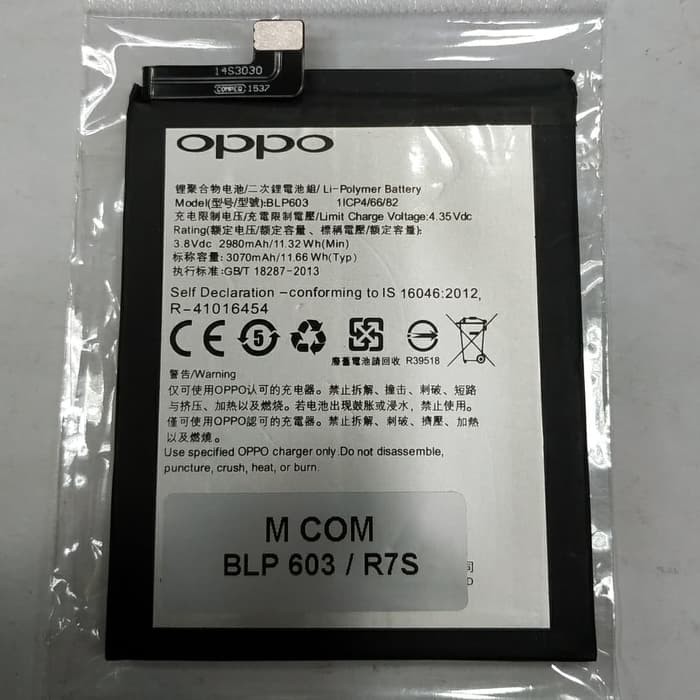 14S3030
COMPEQ 1537
oppo
锂聚合物电池/二次鋰電池組/ Li-Polymer Battery
Model(型号/型號):BLP603 1ICP4/66/82
充电限制电压/充電限制電壓/Limit Charge Voltage:4.35Vdc
Rating(额定电压/额定容量、標稱電壓/額定容量):
3.8Vdc 2980mAh/11.32Wh(Min)
标称容量: 3070mAh/11.66 Wh(Typ)
执行标准:GB/T 18287-2013
Self Declaration -conforming to IS 16046:2012,
R-41016454
CE 5
廢舊電池請回收 R39518
警告/Warning
仅可使用OPPO认可的充电器。禁止拆解、撞击、刺破、短路
与挤压、加热以及燃烧。若电池出现鼓胀或浸水，禁止使用。
僅可使用OPPO認可的充電器。禁止拆解、刺破、擠壓、加熱
以及燃燒。
Use specified OPPO charger only.Do not disassemble,
puncture, crush, heat, or burn.
M COM
BLP 603 / R7S
司
D